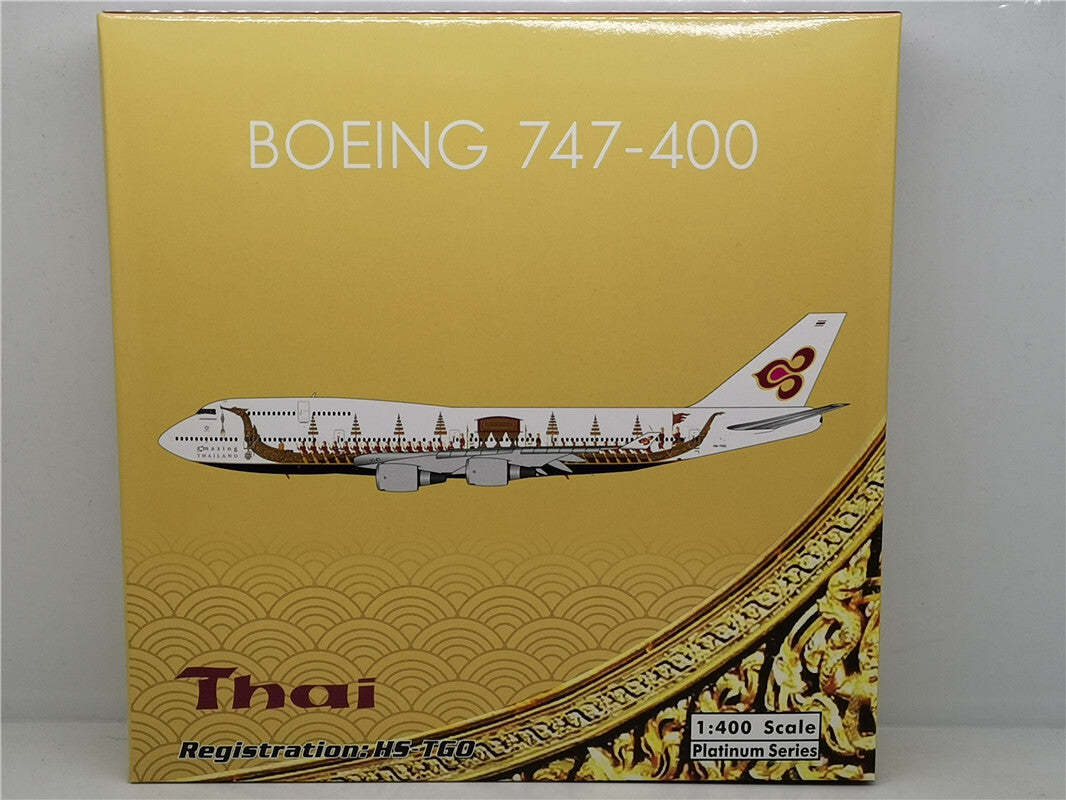 BOEING 747-400
amazing
THAILAND
Thai
Registration: HS-TGO
1:400 Scale
Platinum Series